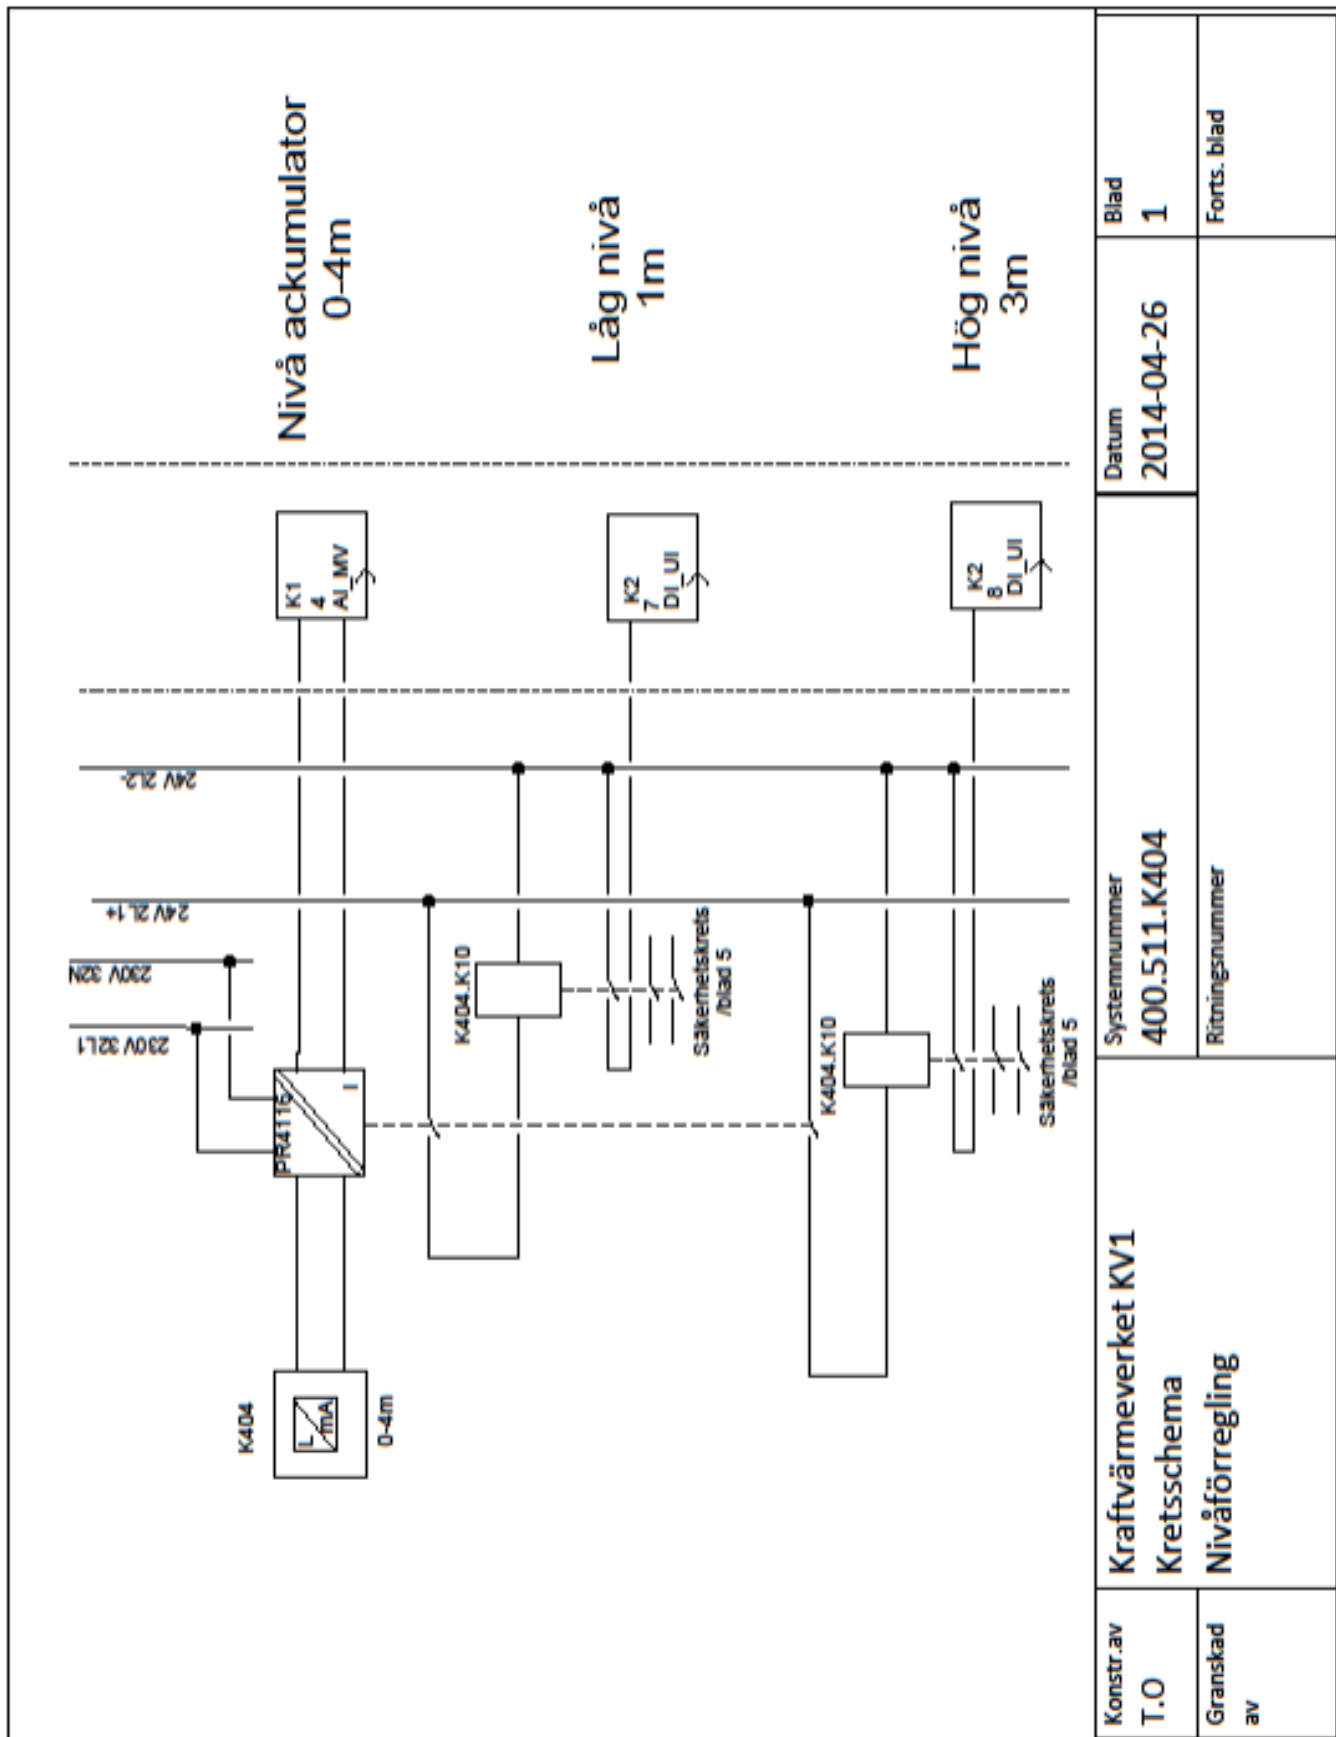 230V 32L1
230V 32N
24V 2L1+
24V 2L2-
K404
L
mA
0-4m
PR4116
I
K1
4
AI_MV
Nivå ackumulator
0-4m
K404.K10
Säkerhetskrets
/blad 5
K2
7
DI_UI
Låg nivå
1m
K404.K10
Säkerhetskrets
/blad 5
K2
8
DI_UI
Hög nivå
3m
Konstr.av
T.O
Granskad
av
Kraftvärmeverket KV1
Kretsschema
Nivåförregling
Systemnummer
400.511.K404
Ritningsnummer
Datum
2014-04-26
Blad
1
Forts. blad